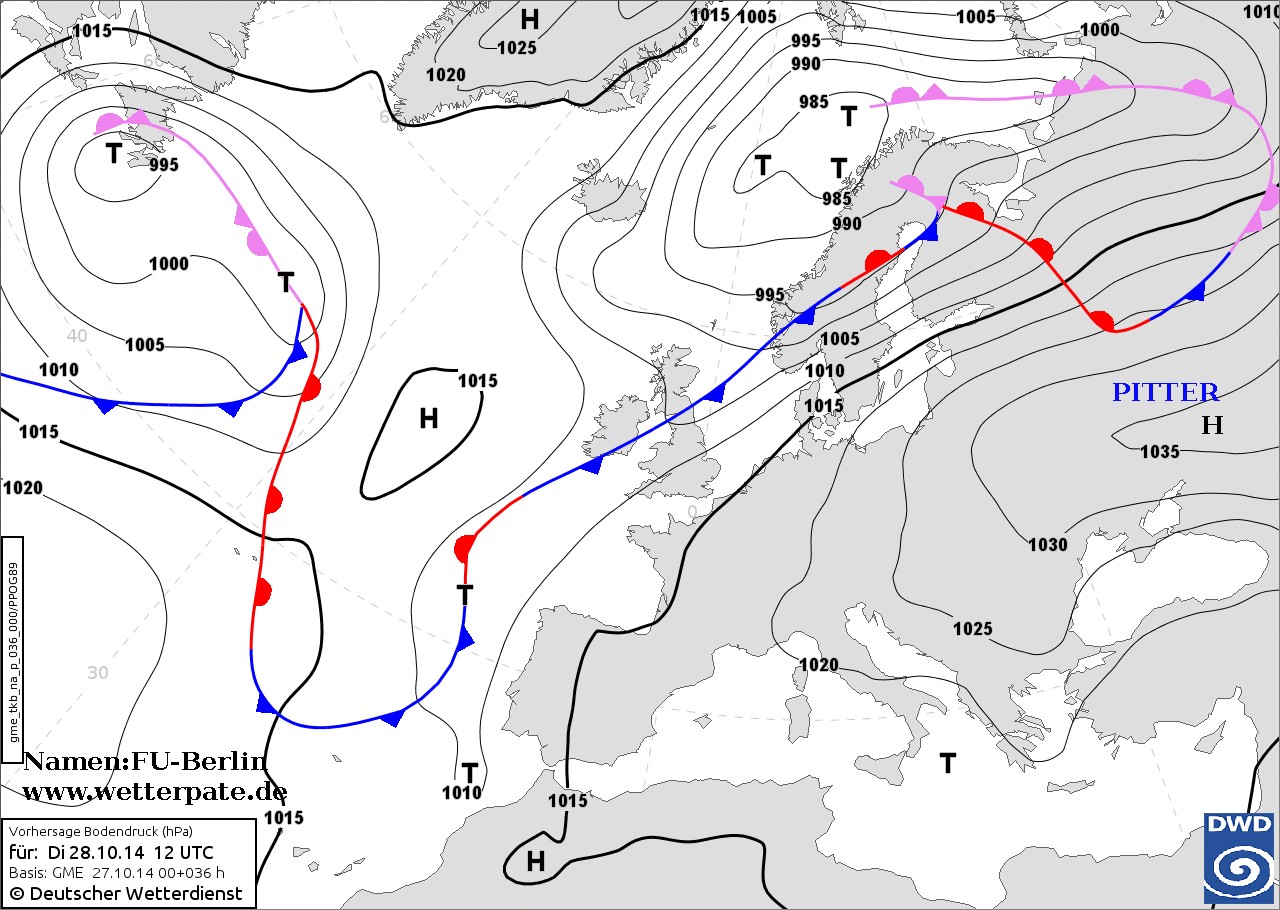 H
1015
1005
1005
1010
1015
1025
1000
995
60
990
1020
985
T
60
T
995
T
T
985
990
1000
T
995
40
1005
1005
1010
1010
1015
PITTER
H
1015
H
1015
1035
1020
0
1030
T
1025
30
1020
gme_tkb_na_p_036_000/PPOG89
Namen:FU-Berlin
www.wetterpate.de
T
T
1010
1015
1015
Vorhersage Bodendruck (hPa)
für: Di 28.10.14 12 UTC
Basis: GME 27.10.14 00+036 h
© Deutscher Wetterdienst
H
DWD